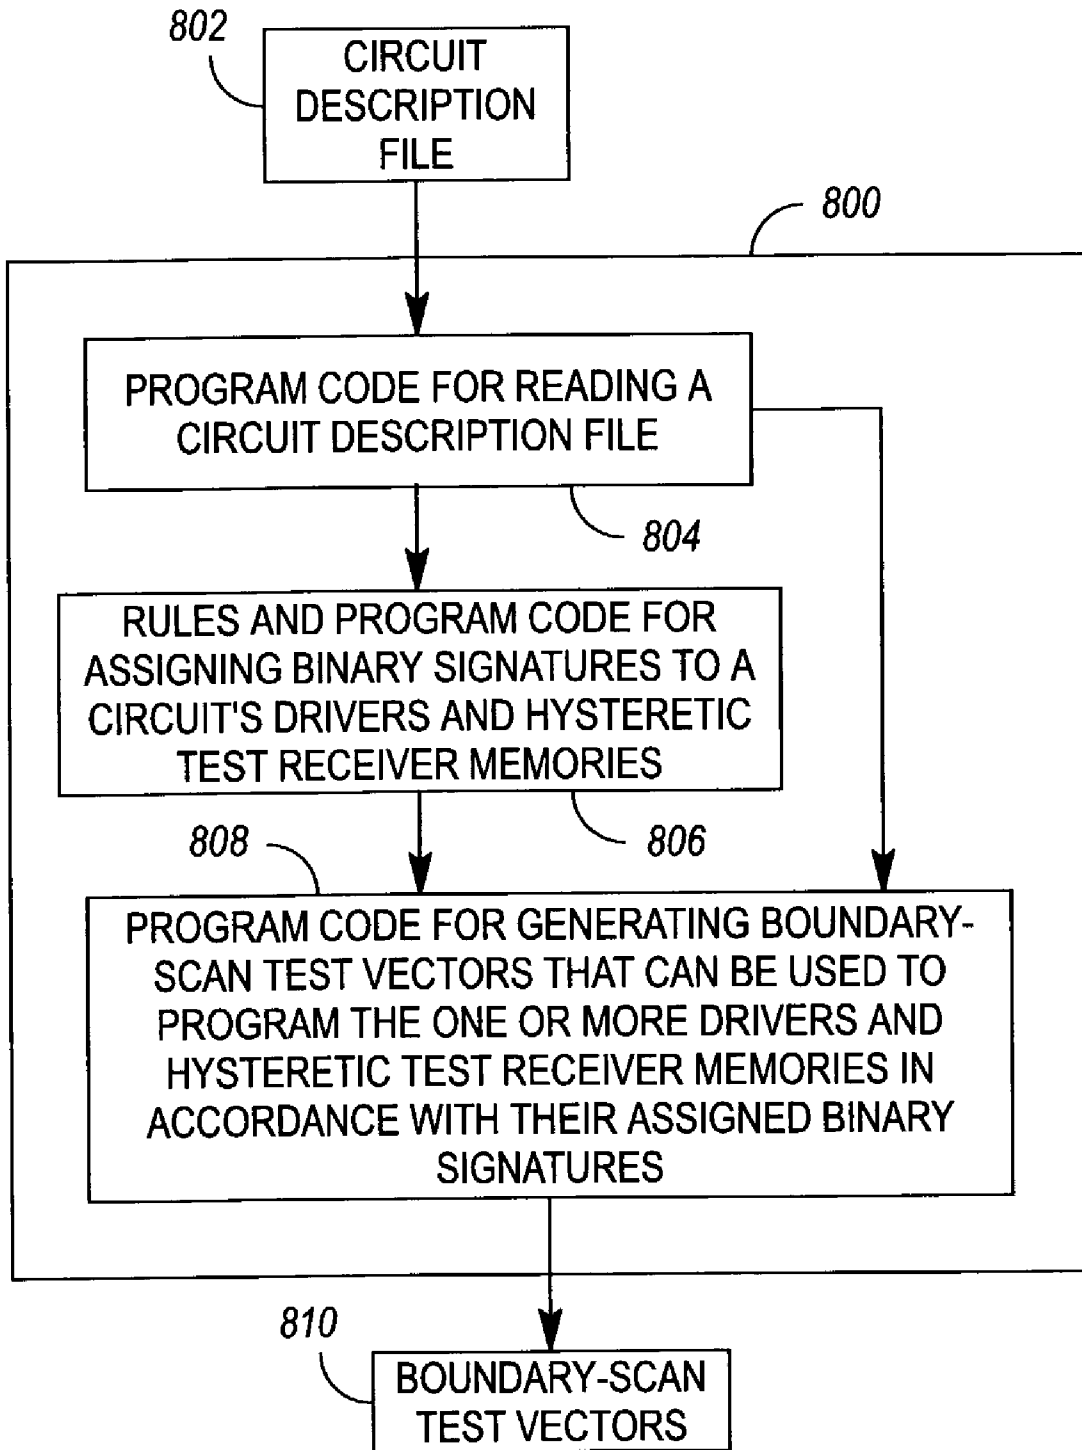 802
CIRCUIT
DESCRIPTION
FILE
800
PROGRAM CODE FOR READING A
CIRCUIT DESCRIPTION FILE
804
RULES AND PROGRAM CODE FOR
ASSIGNING BINARY SIGNATURES TO A
CIRCUIT'S DRIVERS AND HYSTERETIC
TEST RECEIVER MEMORIES
806
808
PROGRAM CODE FOR GENERATING BOUNDARY-
SCAN TEST VECTORS THAT CAN BE USED TO
PROGRAM THE ONE OR MORE DRIVERS AND
HYSTERETIC TEST RECEIVER MEMORIES IN
ACCORDANCE WITH THEIR ASSIGNED BINARY
SIGNATURES
810
BOUNDARY-SCAN
TEST VECTORS